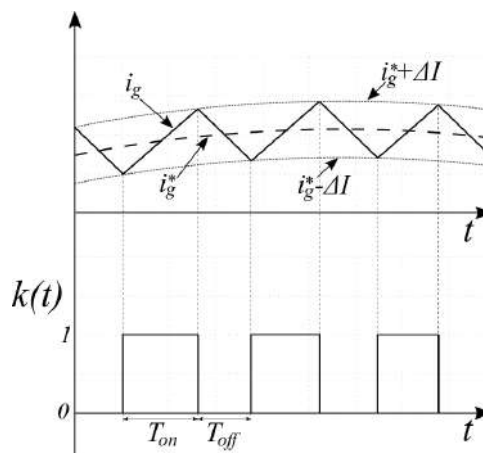 i_g^*+ΔI
i_g
i_g^*
i_g^*-ΔI
t
k(t)
1
0
T_on T_off
t